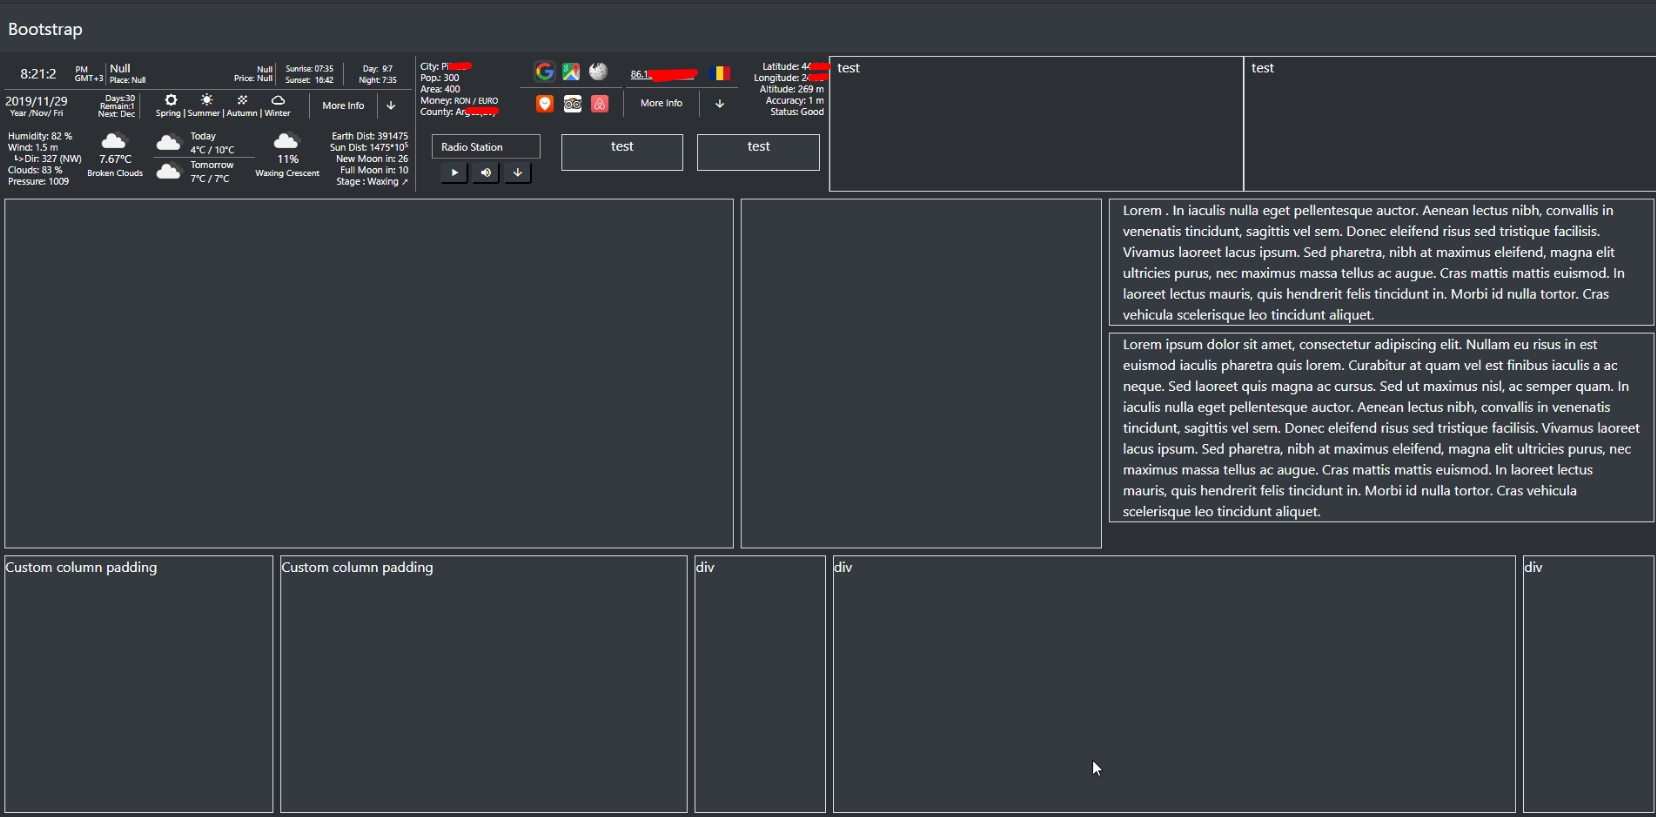 Bootstrap
8:21:2
PM
GMT+3
Null
Place: Null
Null
Price: Null
Sunrise: 07:35
Sunset: 16:42
Day: 9:7
Night: 7:35
2019/11/29
Year /Nov/ Fri
Days:30
Remain:1
Next: Dec
Spring | Summer | Autumn | Winter
More Info
Humidity: 82 %
Wind: 1.5 m
↳Dir: 327 (NW)
Clouds: 83 %
Pressure: 1009
7.67°C
Broken Clouds
Today
4°C / 10°C
Tomorrow
7°C / 7°C
11%
Waxing Crescent
Earth Dist: 391475
Sun Dist: 1475*10⁵
New Moon in: 26
Full Moon in: 10
Stage : Waxing ↗
City:
Pop.: 300
Area: 400
Money: RON / EURO
County:
86.1
More Info
Latitude: 4
Longitude: 2
Altitude: 269 m
Accuracy: 1 m
Status: Good
Radio Station
test
test
test
test
Lorem . In iaculis nulla eget pellentesque auctor. Aenean lectus nibh, convallis in
venenatis tincidunt, sagittis vel sem. Donec eleifend risus sed tristique facilisis.
Vivamus laoreet lacus ipsum. Sed pharetra, nibh at maximus eleifend, magna elit
ultricies purus, nec maximus massa tellus ac augue. Cras mattis mattis euismod. In
laoreet lectus mauris, quis hendrerit felis tincidunt in. Morbi id nulla tortor. Cras
vehicula scelerisque leo tincidunt aliquet.
Lorem ipsum dolor sit amet, consectetur adipiscing elit. Nullam eu risus in est
euismod iaculis pharetra quis lorem. Curabitur at quam vel est finibus iaculis a ac
neque. Sed laoreet quis magna ac cursus. Sed ut maximus nisl, ac semper quam. In
iaculis nulla eget pellentesque auctor. Aenean lectus nibh, convallis in venenatis
tincidunt, sagittis vel sem. Donec eleifend risus sed tristique facilisis. Vivamus laoreet
lacus ipsum. Sed pharetra, nibh at maximus eleifend, magna elit ultricies purus, nec
maximus massa tellus ac augue. Cras mattis mattis euismod. In laoreet lectus
mauris, quis hendrerit felis tincidunt in. Morbi id nulla tortor. Cras vehicula
scelerisque leo tincidunt aliquet.
Custom column padding
Custom column padding
div
div
div